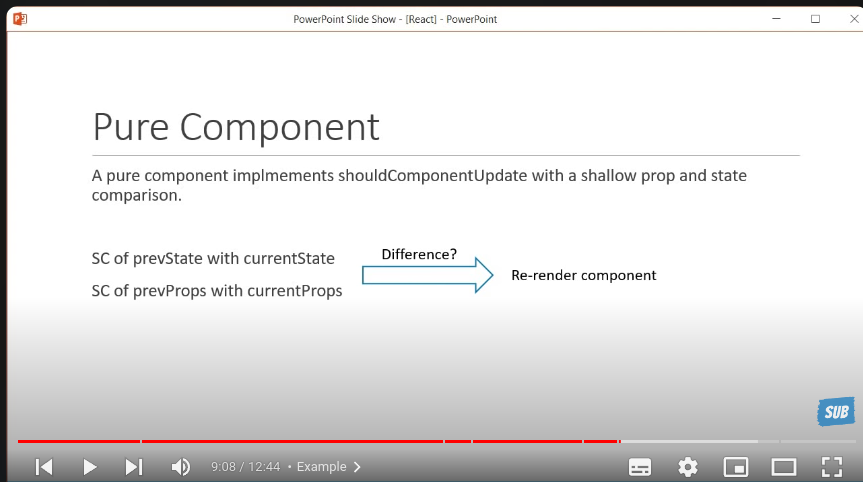 PowerPoint Slide Show - [React] - PowerPoint
Pure Component
A pure component implmements shouldComponentUpdate with a shallow prop and state
comparison.
SC of prevState with currentState
Difference?
Re-render component
SC of prevProps with currentProps
SUB
9:08 / 12:44 • Example